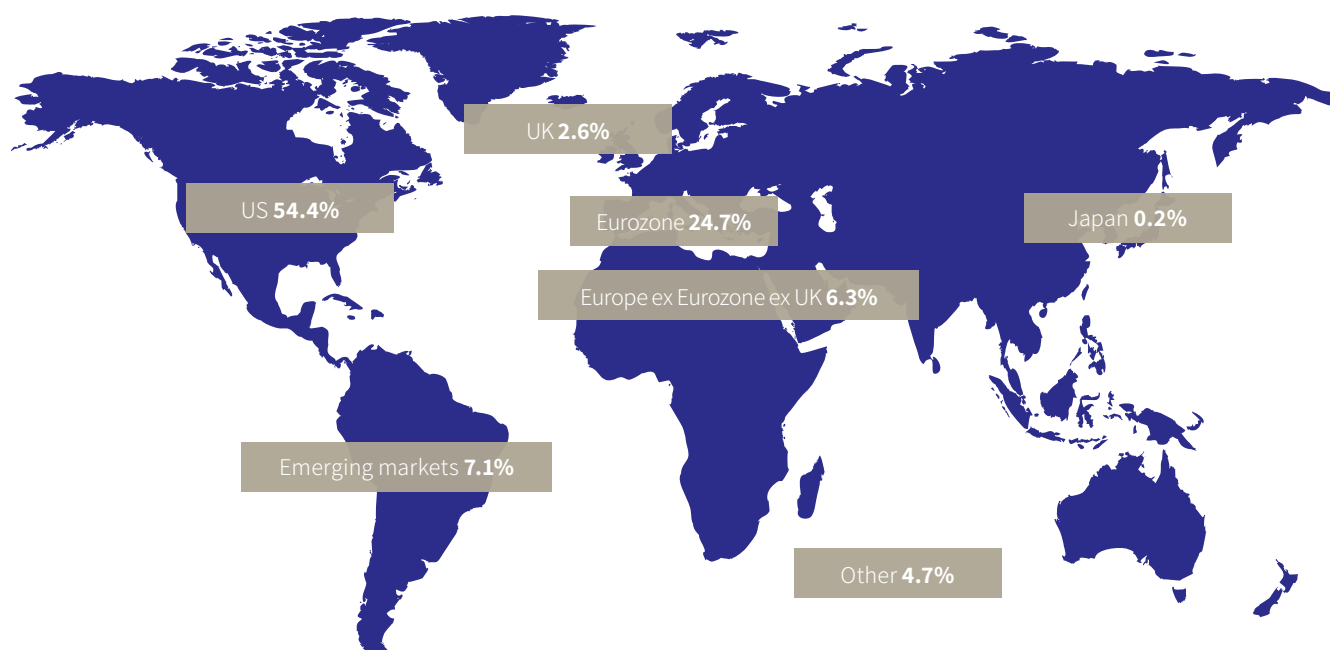 UK 2.6%
US 54.4%
Eurozone 24.7%
Japan 0.2%
Europe ex Eurozone ex UK 6.3%
Emerging markets 7.1%
Other 4.7%